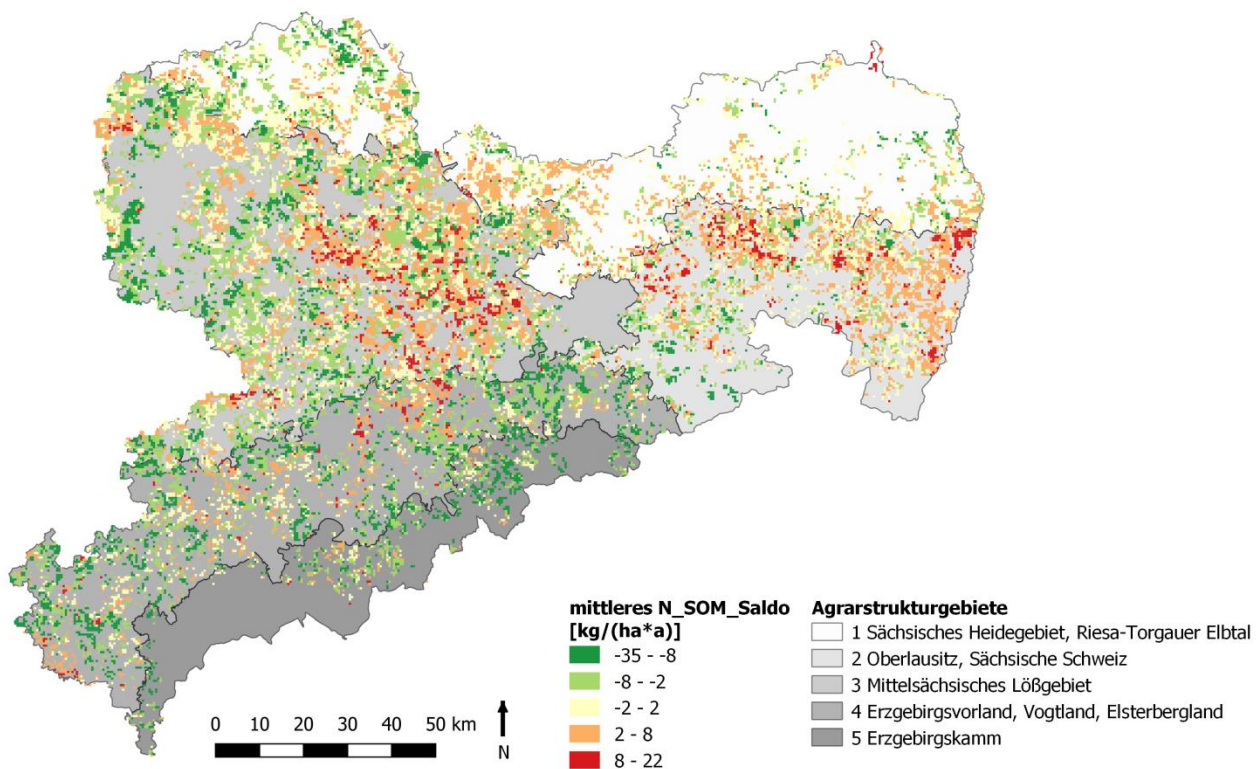 mittleres N_SOM_Saldo
[kg/(ha*a)]
-35 - -8
-8 - -2
-2 - 2
2 - 8
8 - 22
Agrarstrukturgebiete
1 Sächsisches Heidegebiet, Riesa-Torgauer Elbtal
2 Oberlausitz, Sächsische Schweiz
3 Mittelsächsisches Lößgebiet
4 Erzgebirgsvorland, Vogtland, Elsterbergland
5 Erzgebirgskamm
0 10 20 30 40 50 km
N